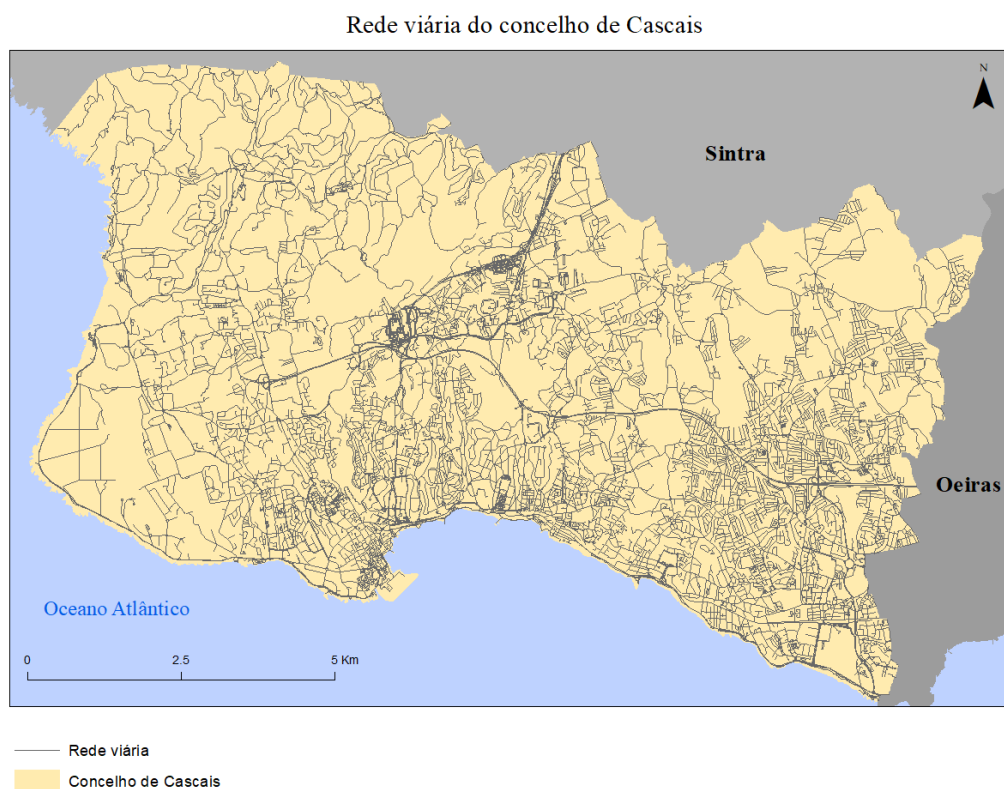 Rede viária do concelho de Cascais
N
Sintra
Oeiras
Oceano Atlântico
0 2.5 5 Km
Rede viária
Concelho de Cascais